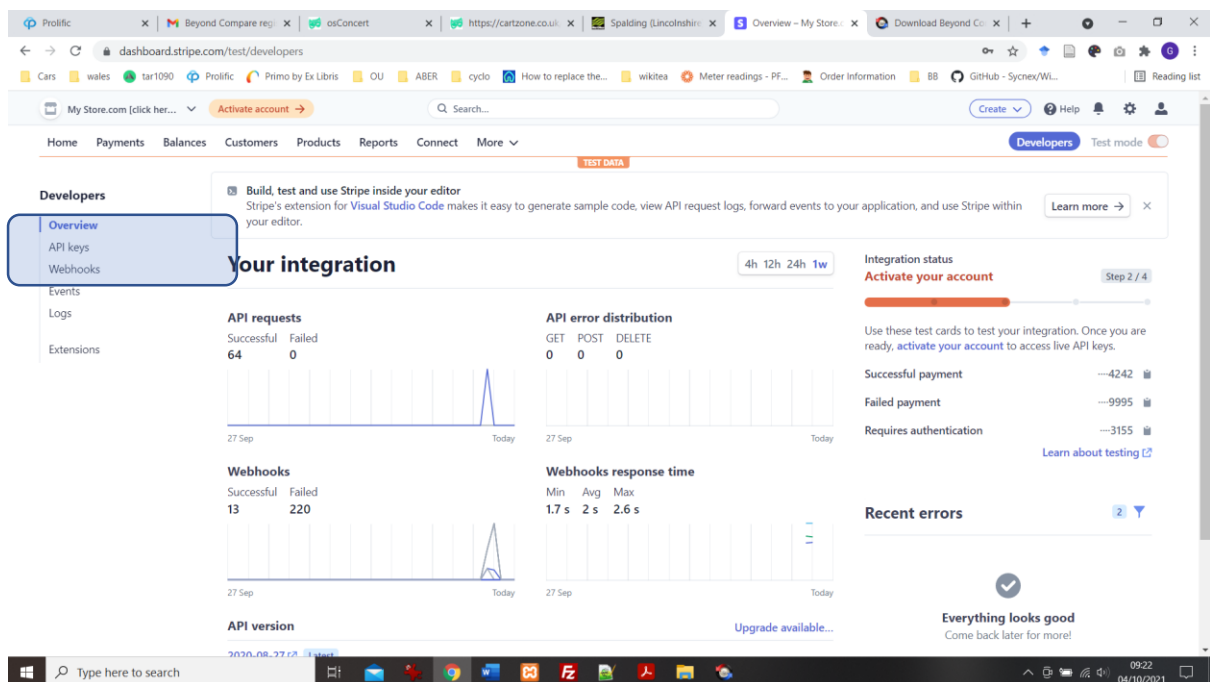 Prolific
Beyond Compare regi
osConcert
https://cartzone.co.uk
Spalding (Lincolnshire
Overview – My Store.c
Download Beyond Co
dashboard.stripe.com/test/developers
G
Cars
wales
tar1090
Prolific
Primo by Ex Libris
OU
ABER
cyclo
How to replace the...
wikitea
Meter readings - PF...
Order Information
BB
GitHub - Sycnex/Wi...
Reading list
My Store.com [click her...
Activate account →
Search...
Create
Help
Home
Payments
Balances
Customers
Products
Reports
Connect
More
Developers
Test mode
TEST DATA
Developers
Overview
API keys
Webhooks
Events
Logs
Extensions
Build, test and use Stripe inside your editor
Stripe's extension for Visual Studio Code makes it easy to generate sample code, view API request logs, forward events to your application, and use Stripe within
your editor.
Learn more →
Your integration
4h 12h 24h 1w
API requests
Successful Failed
64 0
27 Sep Today
API error distribution
GET POST DELETE
0 0 0
27 Sep Today
Webhooks
Successful Failed
13 220
27 Sep Today
Webhooks response time
Min Avg Max
1.7 s 2 s 2.6 s
27 Sep Today
API version
Upgrade available...
2020-08-27 Latest
Integration status
Activate your account
Step 2 / 4
Use these test cards to test your integration. Once you are
ready, activate your account to access live API keys.
Successful payment ····4242
Failed payment ····9995
Requires authentication ····3155
Learn about testing
Recent errors
2
Everything looks good
Come back later for more!
Type here to search
09:22
04/10/2021